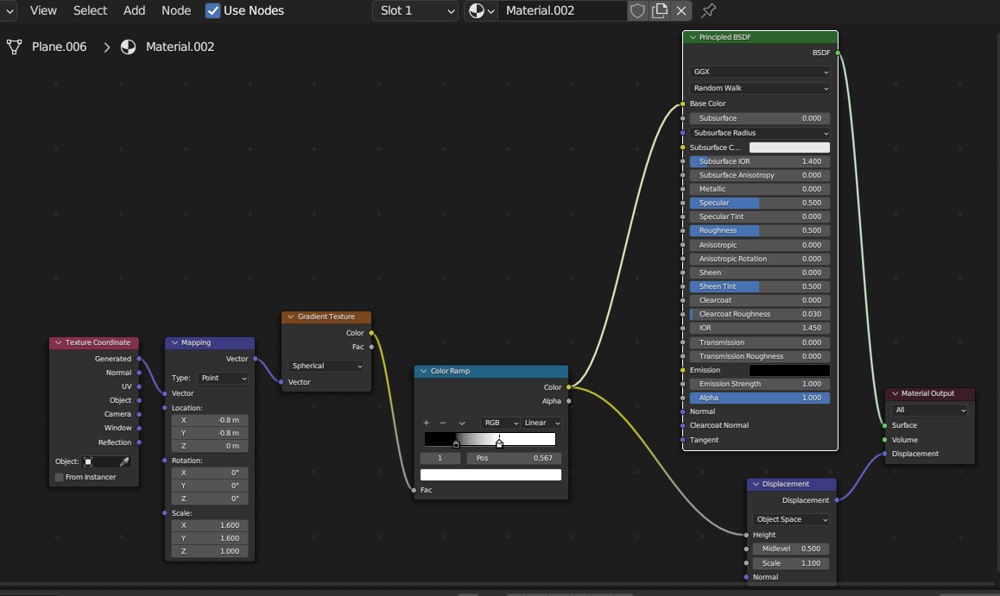 View Select Add Node Use Nodes Slot 1 Material.002
Plane.006 > Material.002
Principled BSDF
BSDF
GGX
Random Walk
Base Color
Subsurface 0.000
Subsurface Radius
Subsurface C...
Subsurface IOR 1.400
Subsurface Anisotropy 0.000
Metallic 0.000
Specular 0.500
Specular Tint 0.000
Roughness 0.500
Anisotropic 0.000
Anisotropic Rotation 0.000
Sheen 0.000
Sheen Tint 0.500
Clearcoat 0.000
Clearcoat Roughness 0.030
IOR 1.450
Transmission 0.000
Transmission Roughness 0.000
Emission
Emission Strength 1.000
Alpha 1.000
Normal
Clearcoat Normal
Tangent
Texture Coordinate
Generated
Normal
UV
Object
Camera
Window
Reflection
Object:
From Instancer
Mapping
Vector
Type: Point
Vector
Location:
X -0.8 m
Y -0.8 m
Z 0 m
Rotation:
X 0°
Y 0°
Z 0°
Scale:
X 1.600
Y 1.600
Z 1.000
Gradient Texture
Color
Fac
Spherical
Vector
Color Ramp
Color
Alpha
+ − RGB Linear
1 Pos 0.567
Fac
Material Output
All
Surface
Volume
Displacement
Displacement
Displacement
Object Space
Height
Midlevel 0.500
Scale 1.100
Normal